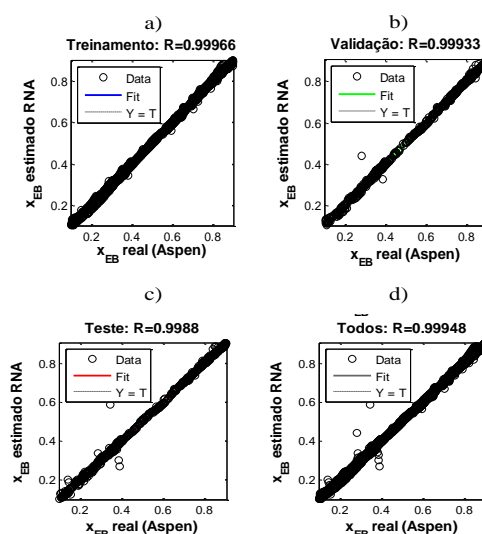 a)
Treinamento: R=0.99966
Data
Fit
Y = T
0.8
0.6
0.4
0.2
0.2 0.4 0.6 0.8
x_EB estimado RNA
x_EB real (Aspen)
b)
Validação: R=0.99933
Data
Fit
Y = T
0.8
0.6
0.4
0.2
0.2 0.4 0.6 0.8
x_EB estimado RNA
x_EB real (Aspen)
c)
Teste: R=0.9988
Data
Fit
Y = T
0.8
0.6
0.4
0.2
0.2 0.4 0.6 0.8
x_EB estimado RNA
x_EB real (Aspen)
d)
Todos: R=0.99948
Data
Fit
Y = T
0.8
0.6
0.4
0.2
0.2 0.4 0.6 0.8
x_EB estimado RNA
x_EB real (Aspen)